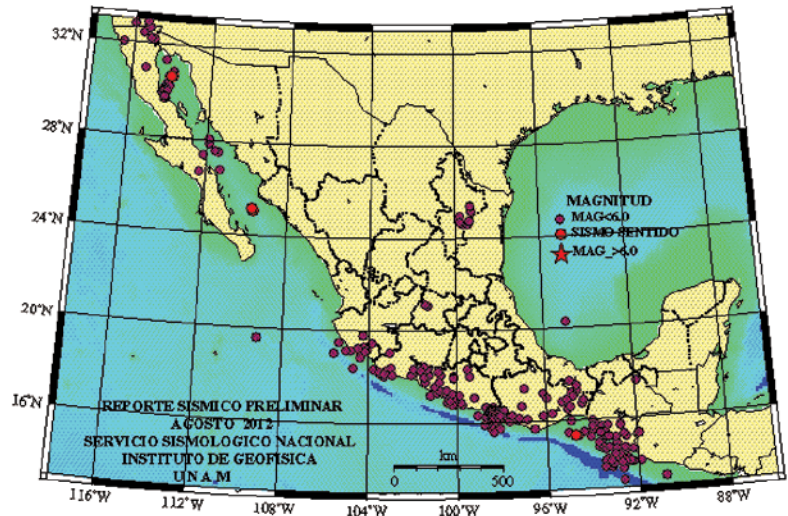 32°N
28°N
24°N
20°N
16°N
MAGNITUD
MAG<6.0
SISMO SENTIDO
MAG_>6.0
REPORTE SISMICO PRELIMINAR
AGOSTO 2012
SERVICIO SISMOLOGICO NACIONAL
INSTITUTO DE GEOFISICA
U N A M
km
0 500
116°W 112°W 108°W 104°W 100°W 96°W 92°W 88°W